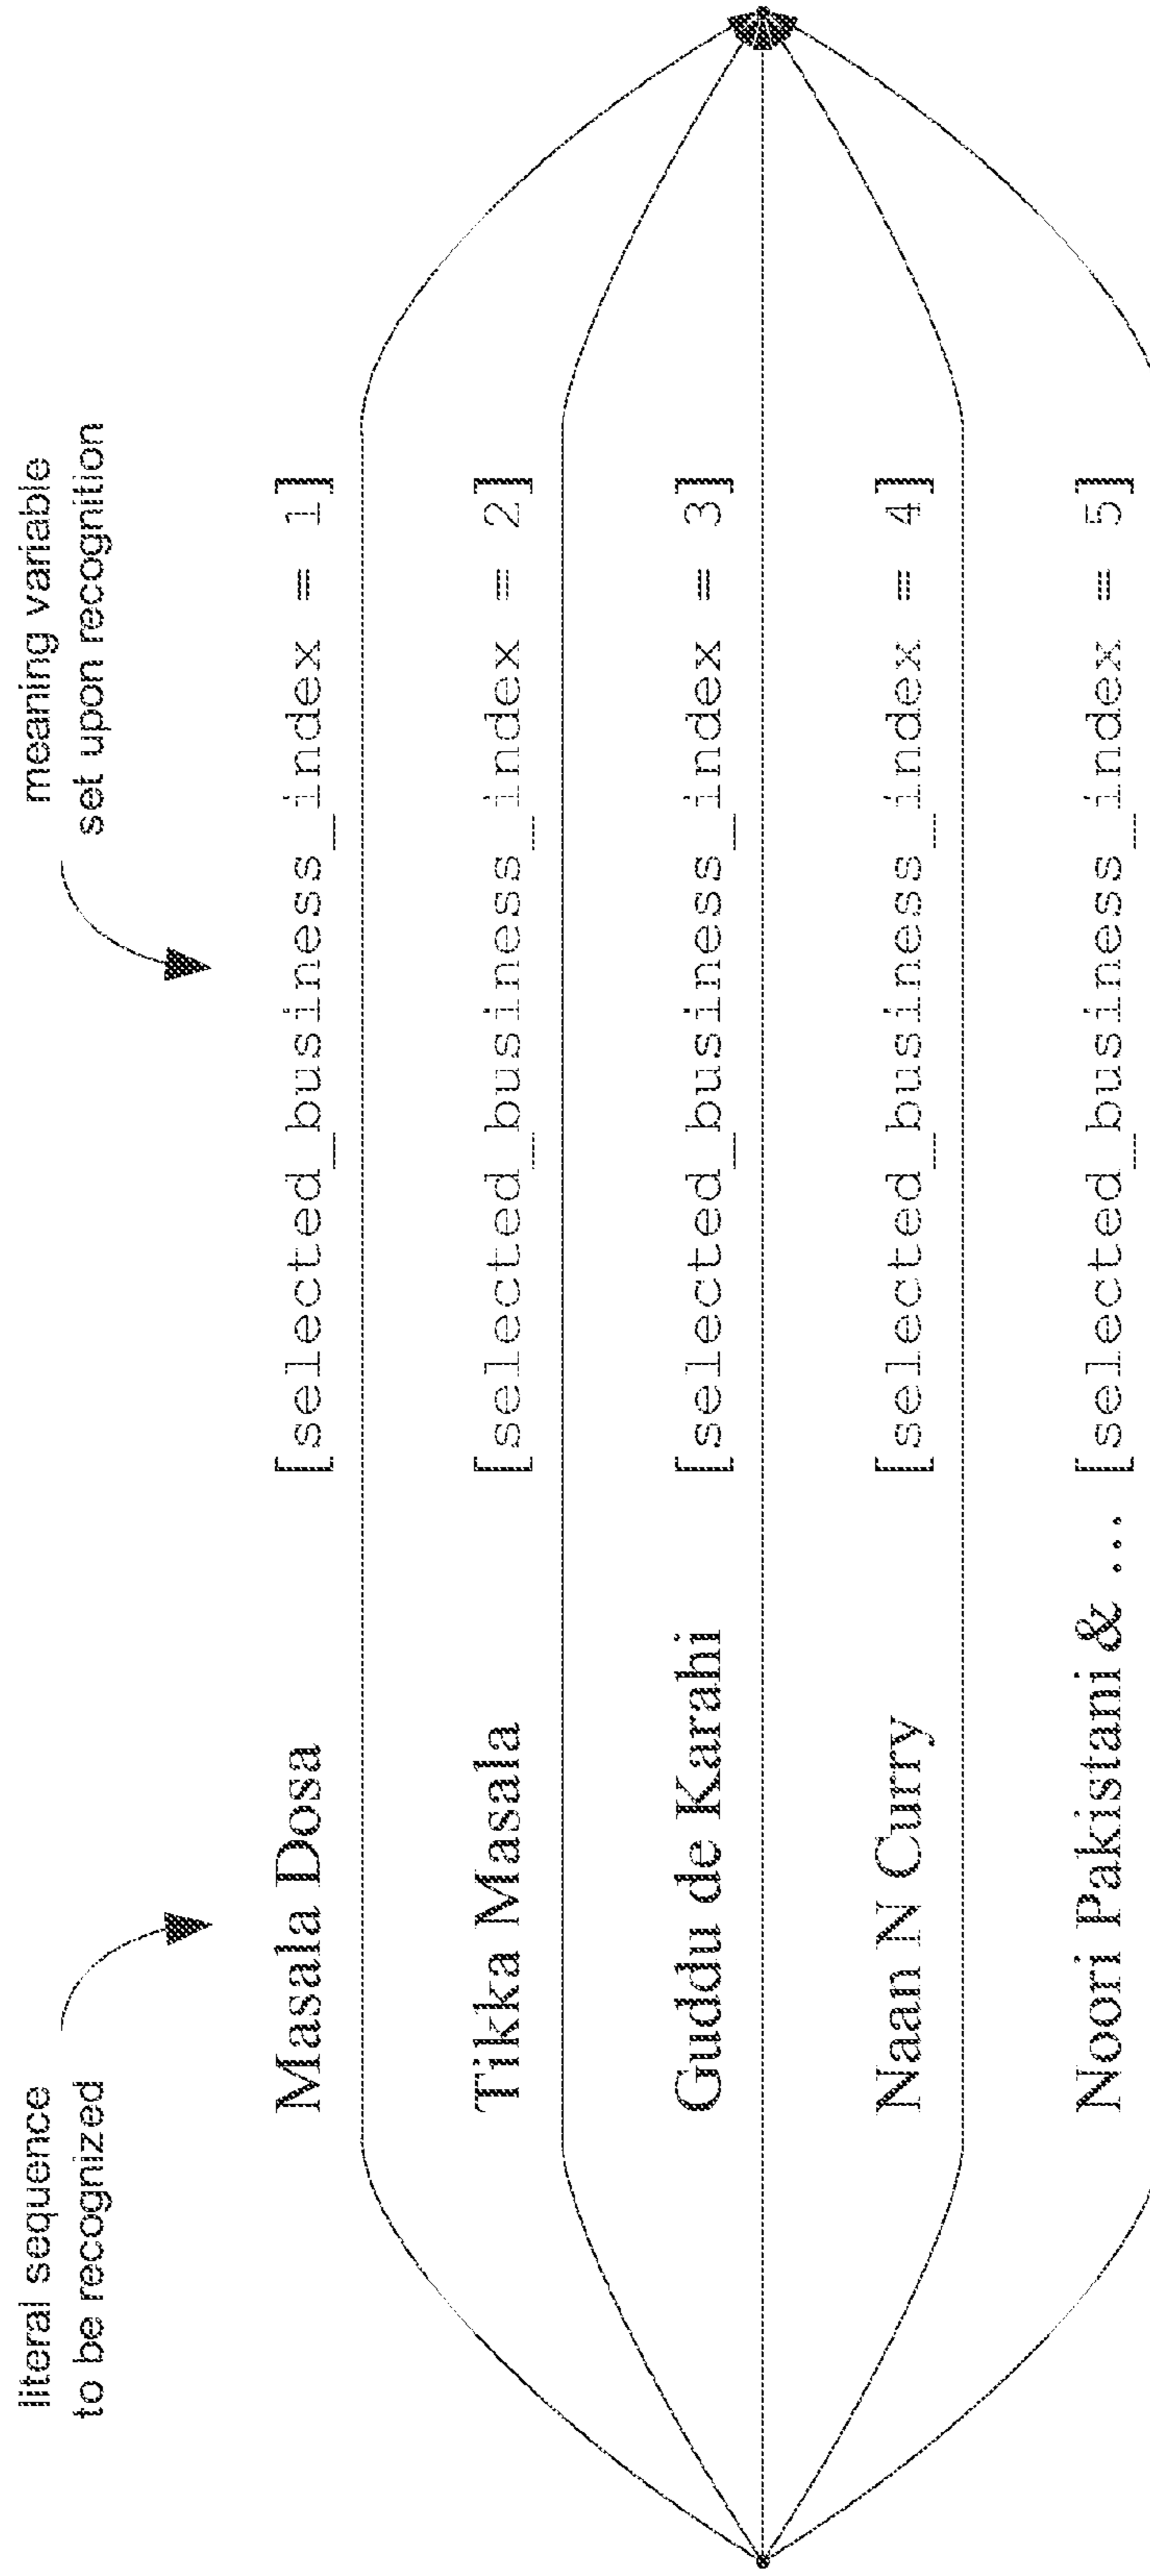 literal sequence
to be recognized
meaning variable
set upon recognition
Masala Dosa [selected_business_index = 1]
Tikka Masala [selected_business_index = 2]
Guddu de Karahi [selected_business_index = 3]
Naan N Curry [selected_business_index = 4]
Noori Pakistani & ... [selected_business_index = 5]